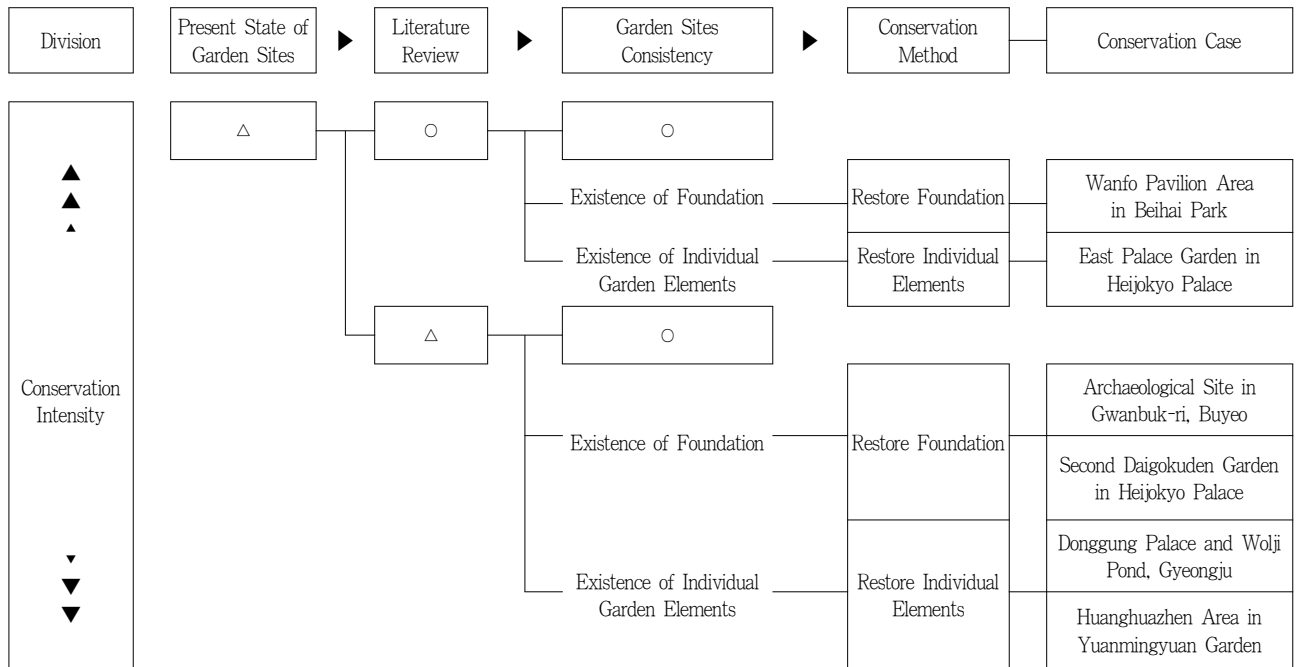 Division
Present State of
Garden Sites
▶
Literature
Review
▶
Garden Sites
Consistency
▶
Conservation
Method
Conservation Case
△
○
○
▲
▲
▲
Existence of Foundation
Restore Foundation
Wanfo Pavilion Area
in Beihai Park
Existence of Individual
Garden Elements
Restore Individual
Elements
East Palace Garden in
Heijokyo Palace
△
○
Conservation
Intensity
Existence of Foundation
Restore Foundation
Archaeological Site in
Gwanbuk-ri, Buyeo
Second Daigokuden Garden
in Heijokyo Palace
▼
▼
▼
Existence of Individual
Garden Elements
Restore Individual
Elements
Donggung Palace and Wolji
Pond, Gyeongju
Huanghuazhen Area in
Yuanmingyuan Garden